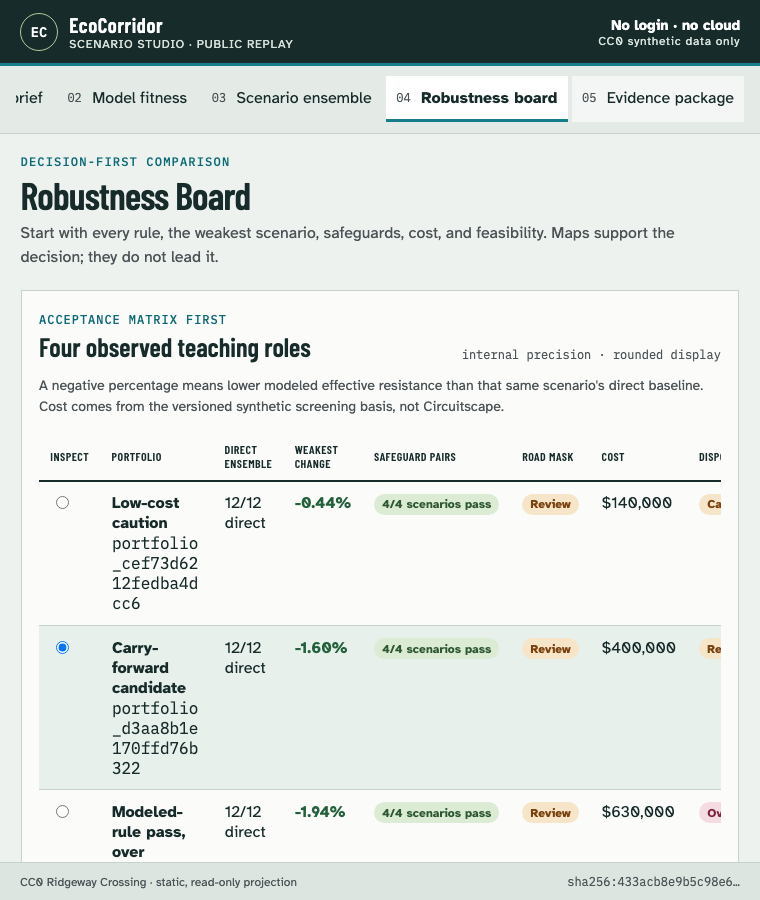 EC
EcoCorridor
SCENARIO STUDIO · PUBLIC REPLAY
No login · no cloud
CC0 synthetic data only
02 Model fitness
03 Scenario ensemble
04 Robustness board
05 Evidence package
DECISION-FIRST COMPARISON
Robustness Board
Start with every rule, the weakest scenario, safeguards, cost, and feasibility. Maps support the
decision; they do not lead it.
ACCEPTANCE MATRIX FIRST
Four observed teaching roles
internal precision · rounded display
A negative percentage means lower modeled effective resistance than that same scenario's direct baseline.
Cost comes from the versioned synthetic screening basis, not Circuitscape.
INSPECT
PORTFOLIO
DIRECT
ENSEMBLE
WEAKEST
CHANGE
SAFEGUARD PAIRS
ROAD MASK
COST
Low-cost
caution
portfolio
_cef73d62
12fedba4d
cc6
12/12
direct
-0.44%
4/4 scenarios pass
Review
$140,000
Carry-
forward
candidate
portfolio
_d3aa8b1e
170ffd76b
322
12/12
direct
-1.60%
4/4 scenarios pass
Review
$400,000
Modeled-
rule pass,
over
12/12
direct
-1.94%
4/4 scenarios pass
Review
$630,000
CC0 Ridgeway Crossing · static, read-only projection
sha256:433acb8e9b5c98e6…